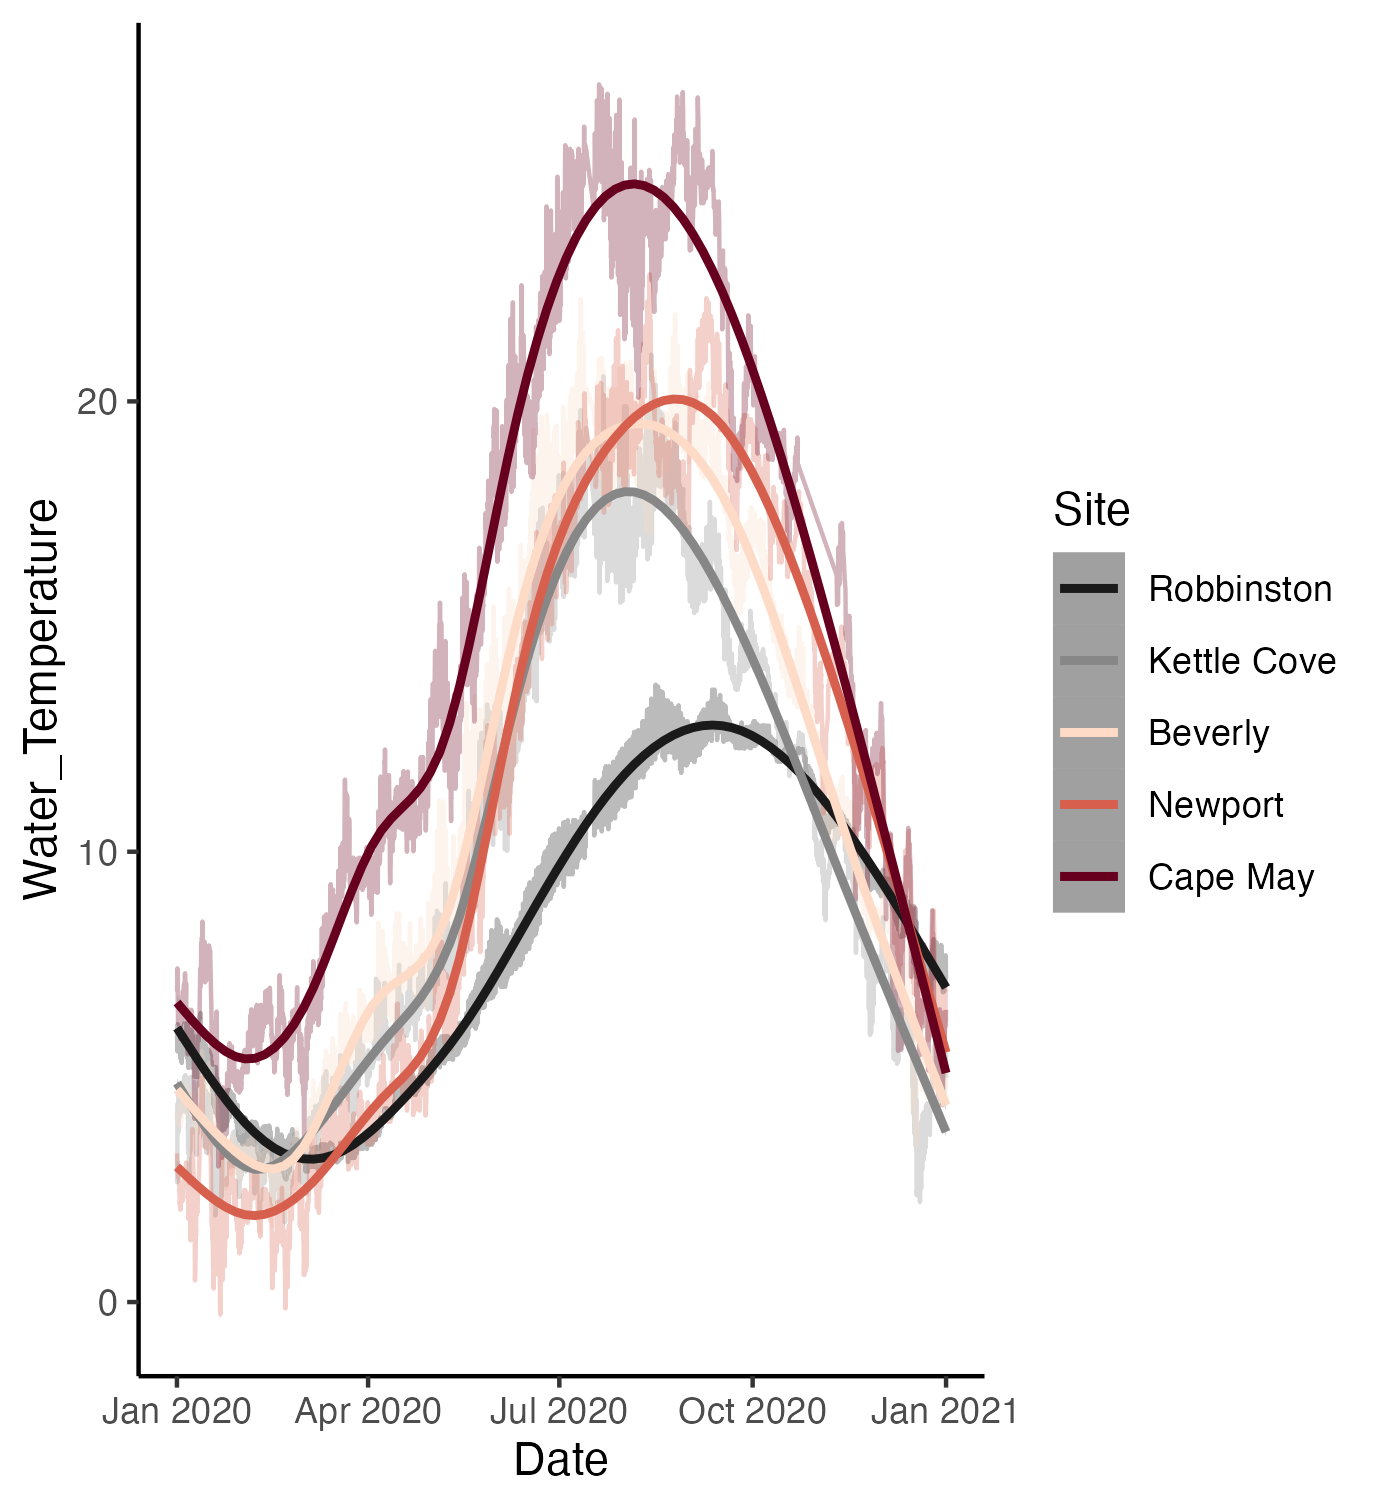 Water_Temperature
20
10
0
Jan 2020 Apr 2020 Jul 2020 Oct 2020 Jan 2021
Date
Site
Robbinston
Kettle Cove
Beverly
Newport
Cape May